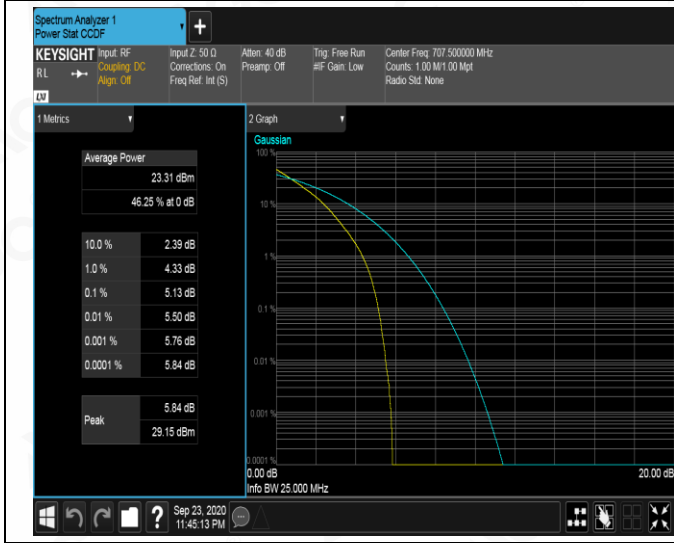 Spectrum Analyzer 1
Power Stat CCDF
+
KEYSIGHT
RL
Input: RF
Coupling: DC
Align: Off
Input Z: 50 Ω
Corrections: On
Freq Ref: Int (S)
Atten: 40 dB
Preamp: Off
Trig: Free Run
#IF Gain: Low
Center Freq: 707.500000 MHz
Counts: 1.00 M/1.00 Mpt
Radio Std: None
LXI
1 Metrics
Average Power
23.31 dBm
46.25 % at 0 dB
10.0 % 2.39 dB
1.0 % 4.33 dB
0.1 % 5.13 dB
0.01 % 5.50 dB
0.001 % 5.76 dB
0.0001 % 5.84 dB
Peak
5.84 dB
29.15 dBm
2 Graph
Gaussian
100 %
10 %
1 %
0.1 %
0.01 %
0.001 %
0.0001 %
0.00 dB
20.00 dB
Info BW 25.000 MHz
?
Sep 23, 2020
11:45:13 PM